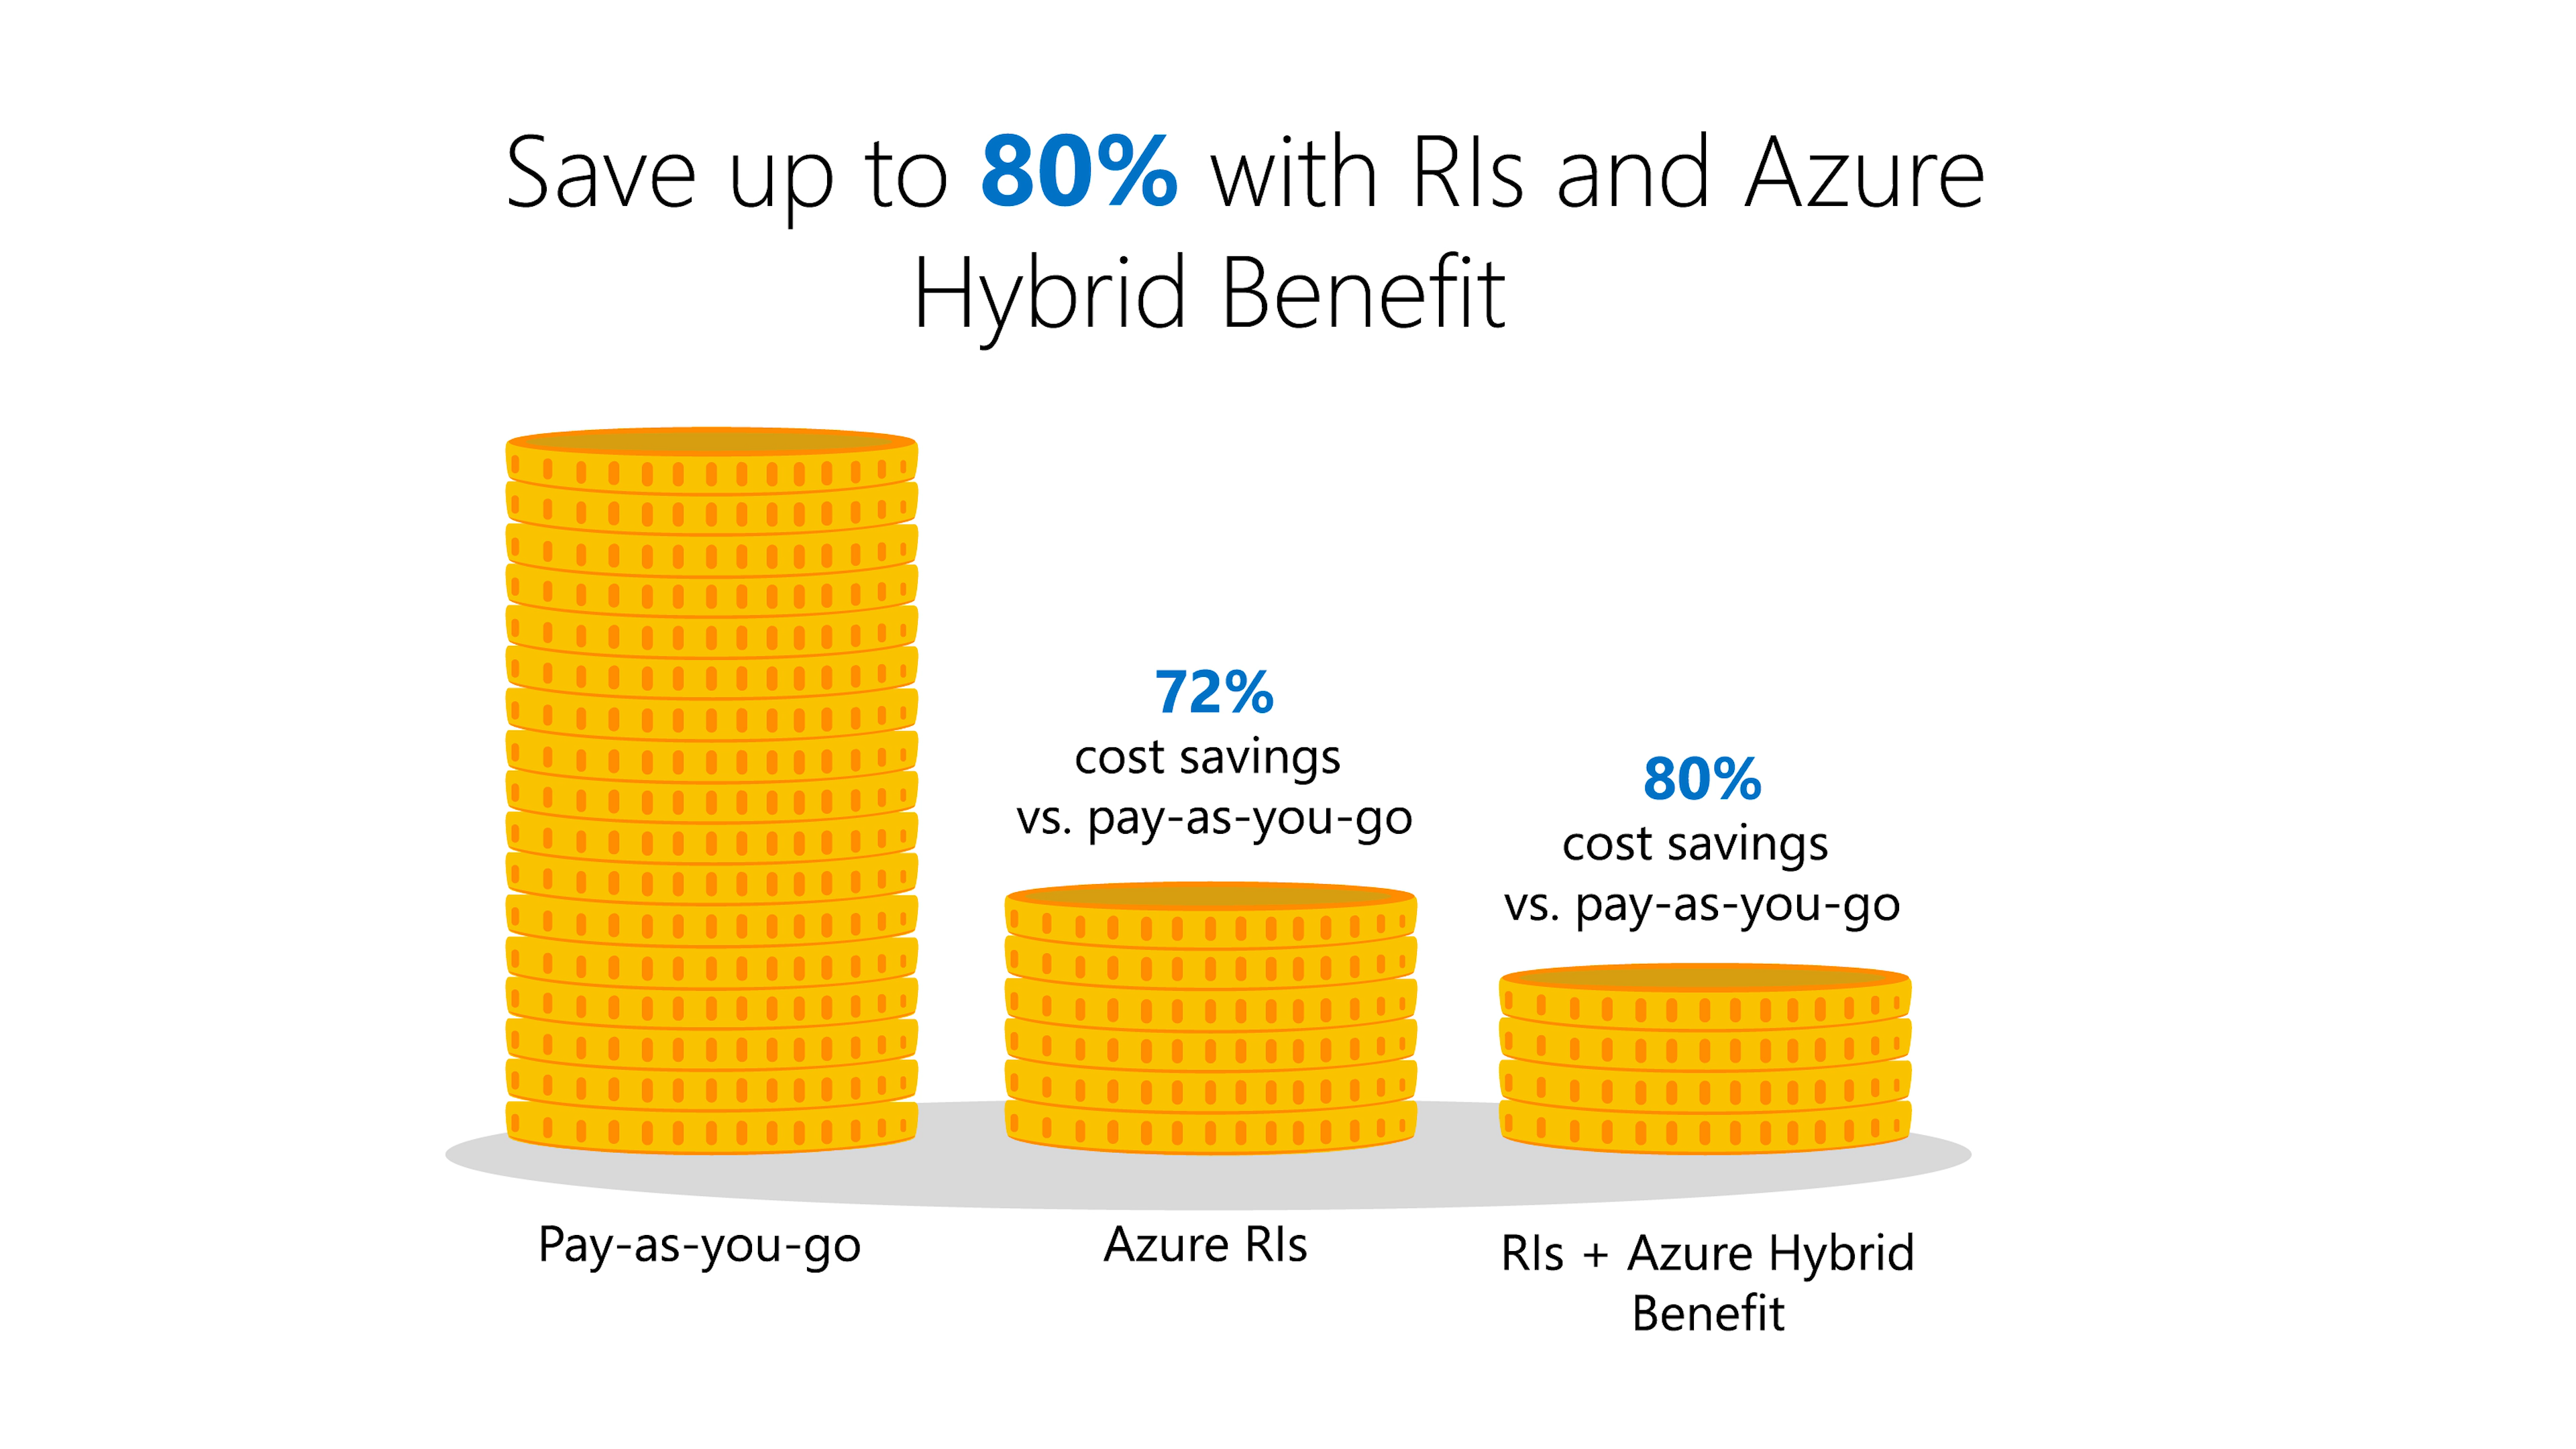 Save up to 80% with RIs and Azure
Hybrid Benefit
72%
cost savings
vs. pay-as-you-go
80%
cost savings
vs. pay-as-you-go
Pay-as-you-go
Azure RIs
RIs + Azure Hybrid
Benefit